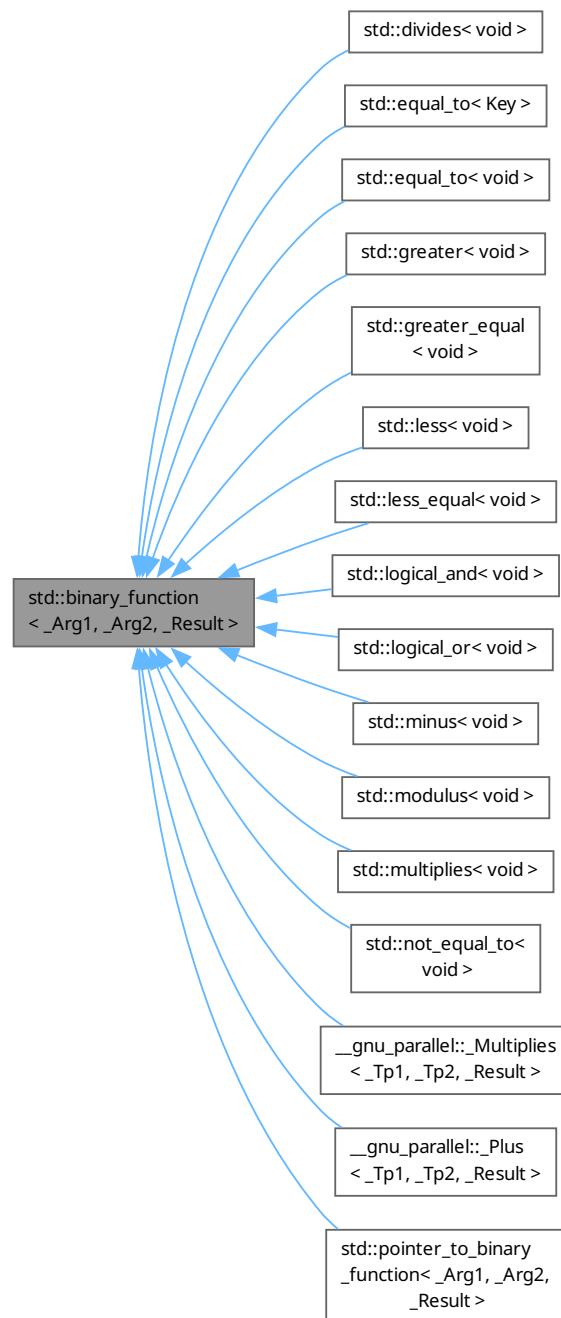 std::divides< void >
std::equal_to< Key >
std::equal_to< void >
std::greater< void >
std::greater_equal
< void >
std::less< void >
std::less_equal< void >
std::logical_and< void >
std::binary_function
< _Arg1, _Arg2, _Result >
std::logical_or< void >
std::minus< void >
std::modulus< void >
std::multiplies< void >
std::not_equal_to<
void >
__gnu_parallel::_Multiplies
< _Tp1, _Tp2, _Result >
__gnu_parallel::_Plus
< _Tp1, _Tp2, _Result >
std::pointer_to_binary
_function< _Arg1, _Arg2,
_Result >